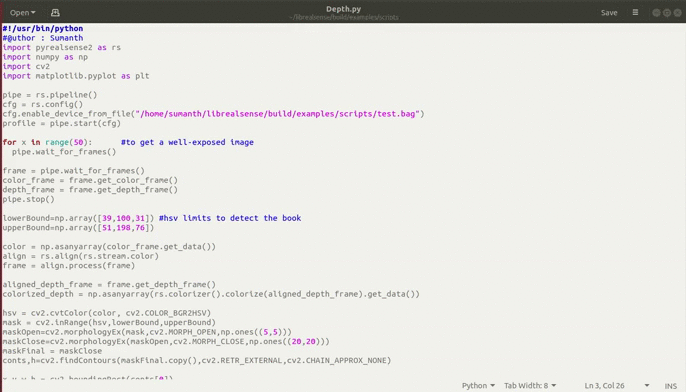 Open
Depth.py
~/librealsense/build/examples/scripts
Save
#!/usr/bin/python
#@uthor : Sumanth
import pyrealsense2 as rs
import numpy as np
import cv2
import matplotlib.pyplot as plt
pipe = rs.pipeline()
cfg = rs.config()
cfg.enable_device_from_file("/home/sumanth/librealsense/build/examples/scripts/test.bag")
profile = pipe.start(cfg)
for x in range(50): #to get a well-exposed image
pipe.wait_for_frames()
frame = pipe.wait_for_frames()
color_frame = frame.get_color_frame()
depth_frame = frame.get_depth_frame()
pipe.stop()
lowerBound=np.array([39,100,31]) #hsv limits to detect the book
upperBound=np.array([51,198,76])
color = np.asanyarray(color_frame.get_data())
align = rs.align(rs.stream.color)
frame = align.process(frame)
aligned_depth_frame = frame.get_depth_frame()
colorized_depth = np.asanyarray(rs.colorizer().colorize(aligned_depth_frame).get_data())
hsv = cv2.cvtColor(color, cv2.COLOR_BGR2HSV)
mask = cv2.inRange(hsv,lowerBound,upperBound)
maskOpen=cv2.morphologyEx(mask,cv2.MORPH_OPEN,np.ones((5,5)))
maskClose=cv2.morphologyEx(maskOpen,cv2.MORPH_CLOSE,np.ones((20,20)))
maskFinal = maskClose
conts,h=cv2.findContours(maskFinal.copy(),cv2.RETR_EXTERNAL,cv2.CHAIN_APPROX_NONE)
x,y,w,h = cv2.boundingRect(conts[0])
Python Tab Width: 8 Ln 3, Col 26 INS